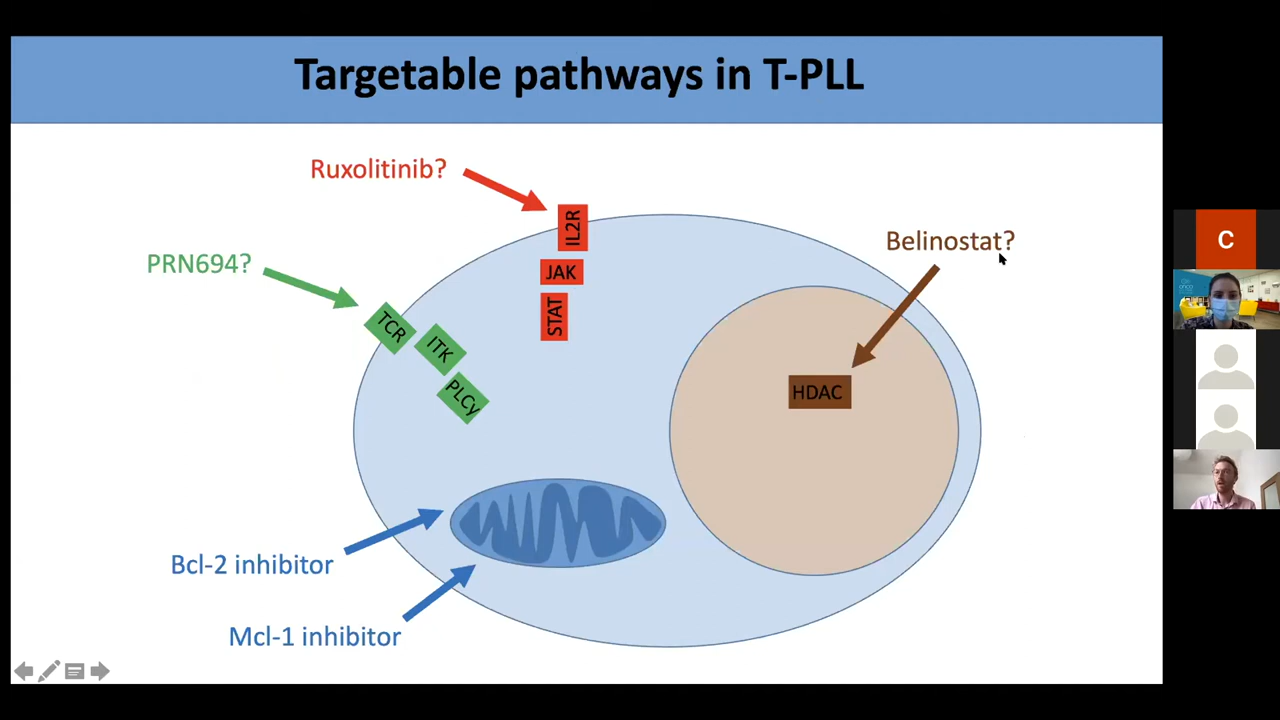 Targetable pathways in T-PLL
Ruxolitinib?
IL2R
Belinostat?
PRN694?
JAK
STAT
TCR
ITK
PLCγ
HDAC
Bcl-2 inhibitor
Mcl-1 inhibitor
C